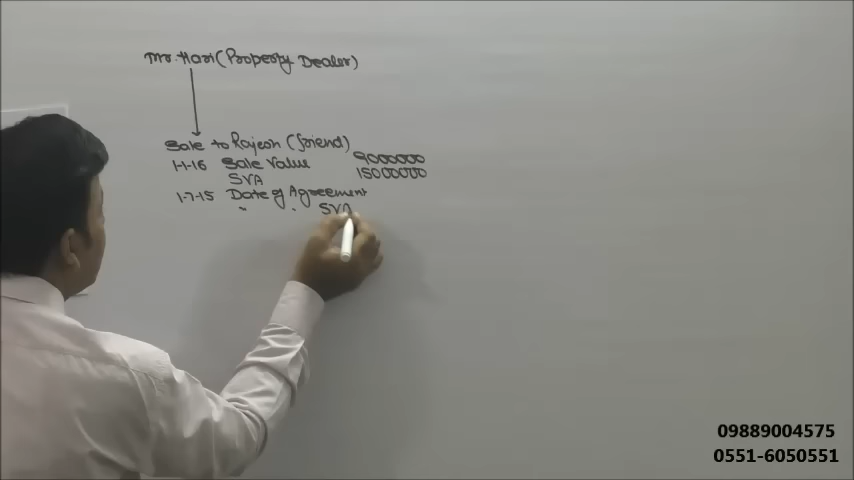 Mr. Hari (Property Dealer)
Sale to Rajesh (friend)
1-1-16 Sale Value 9000000
SVA 15000000
1-7-15 Date of Agreement
" " SVA
09889004575
0551-6050551